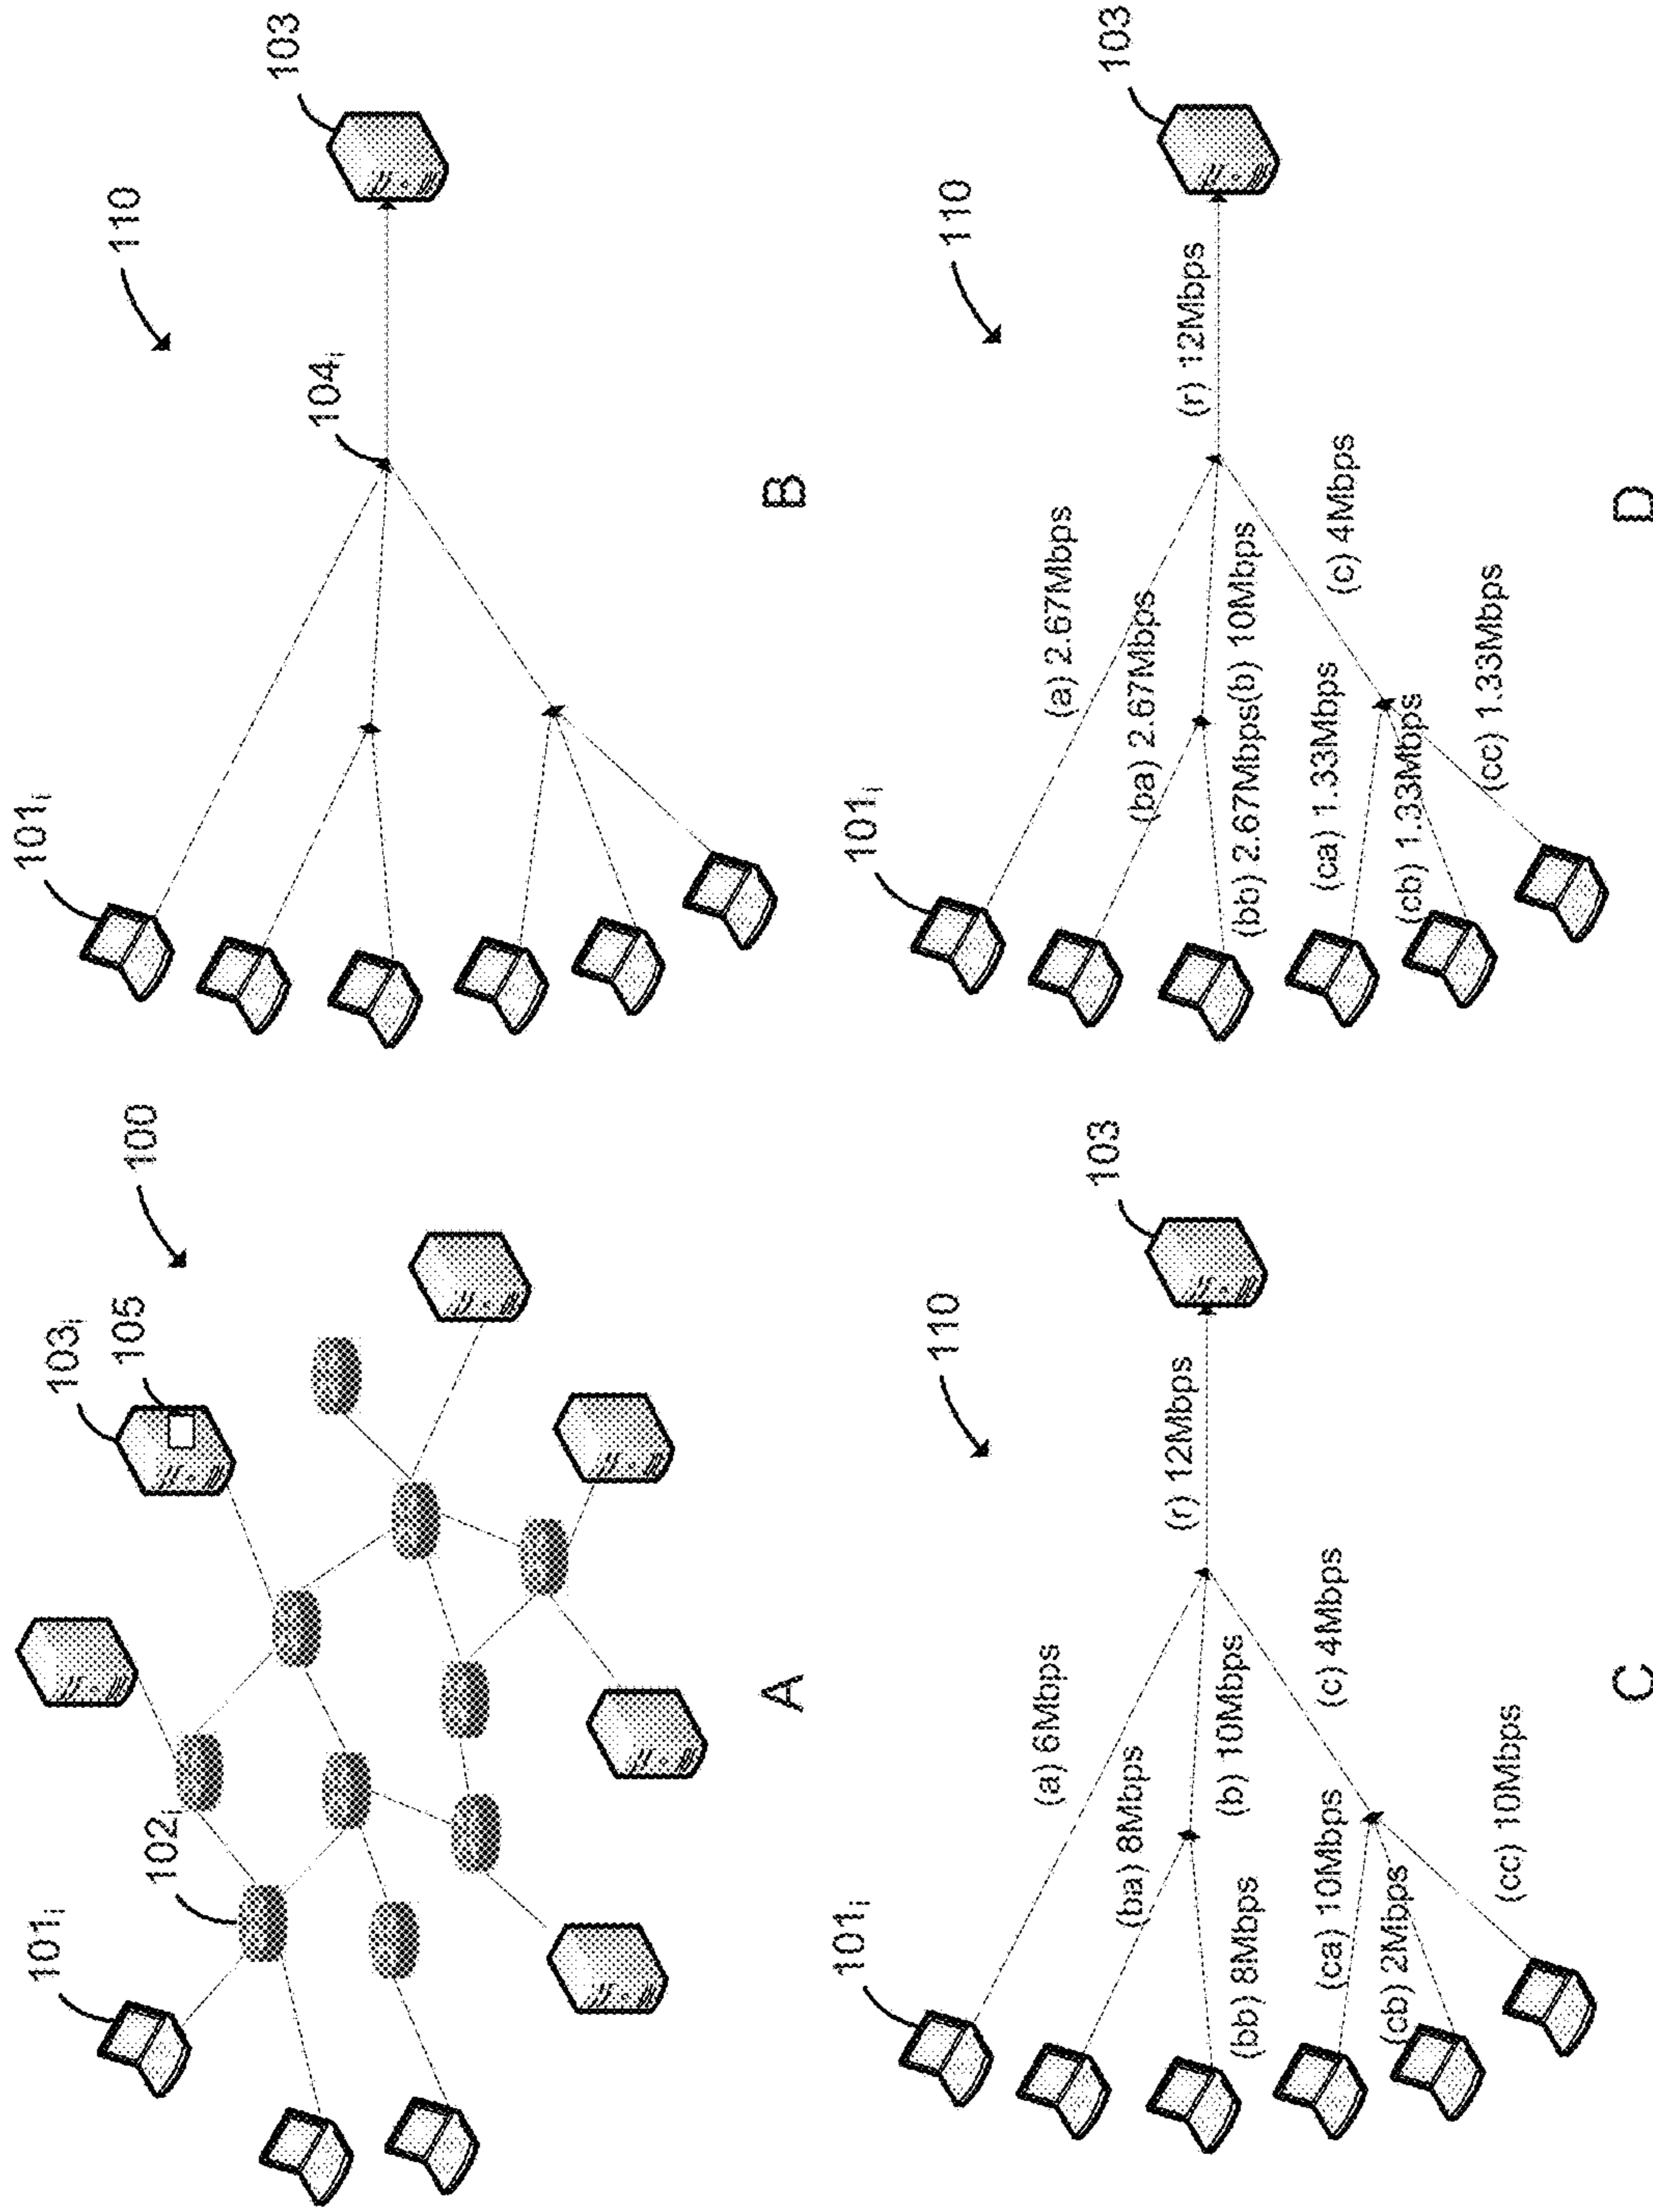 101ᵢ
102ᵢ
103ᵢ
105
100
A
101ᵢ
104ᵢ
110
103
B
101ᵢ
(a) 6Mbps
(ba) 8Mbps
(bb) 8Mbps
(b) 10Mbps
(r) 12Mbps
(ca) 10Mbps
(cb) 2Mbps
(c) 4Mbps
(cc) 10Mbps
110
103
C
101ᵢ
(a) 2.67Mbps
(ba) 2.67Mbps
(bb) 2.67Mbps(b) 10Mbps
(r) 12Mbps
(ca) 1.33Mbps
(cb) 1.33Mbps
(c) 4Mbps
(cc) 1.33Mbps
110
103
D